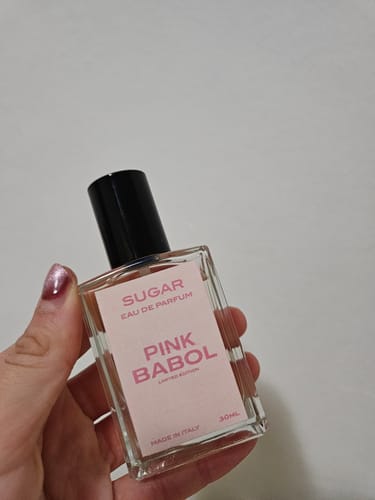 SUGAR
EAU DE PARFUM
PINK
BABOL
LIMITED EDITION
MADE IN ITALY
30ML